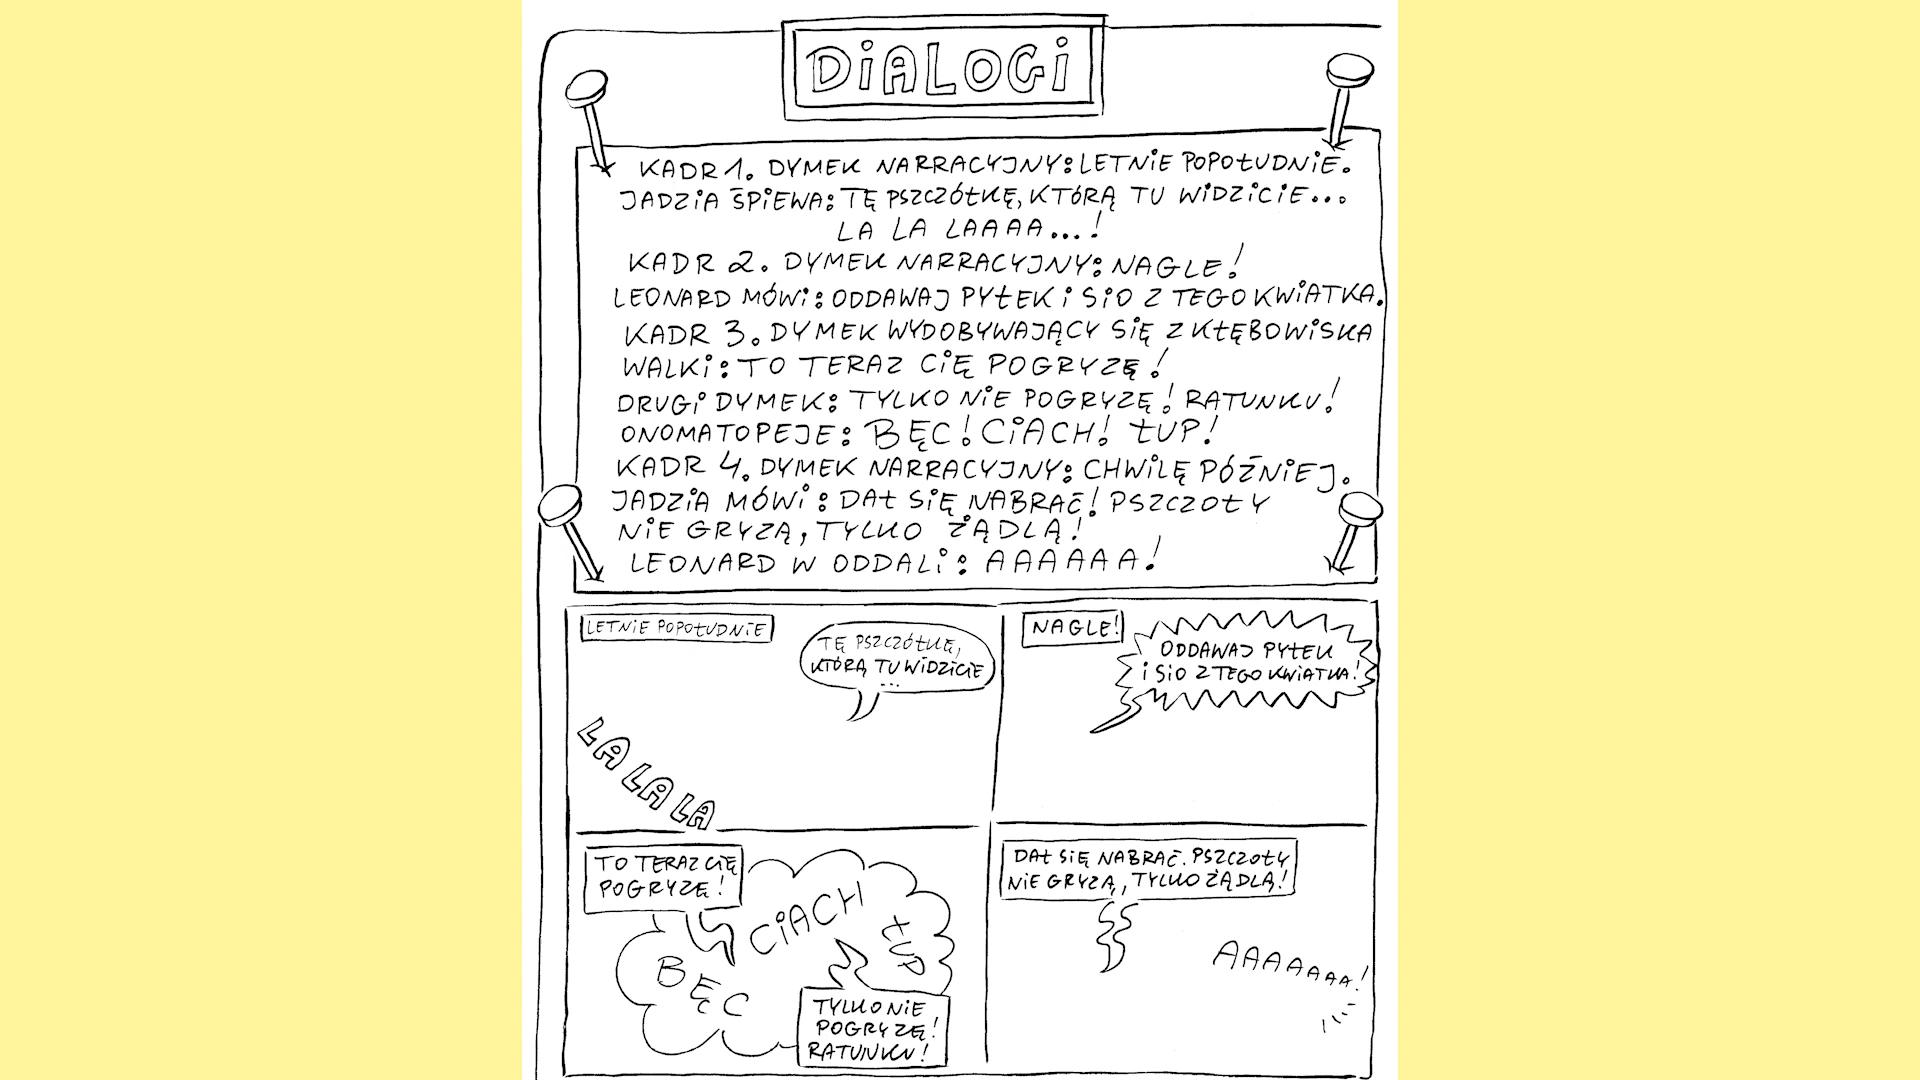 DIALOGI
KADR 1. DYMEK NARRACYJNY: LETNIE POPOŁUDNIE.
JADZIA ŚPIEWA: TĘ PSZCZÓŁKĘ, KTÓRĄ TU WIDZICIE...
LA LA LAAAA...!
KADR 2. DYMEK NARRACYJNY: NAGLE!
LEONARD MÓWI: ODDAWAJ PYŁEK I SIO Z TEGO KWIATKA.
KADR 3. DYMEK WYDOBYWAJĄCY SIĘ Z KŁĘBOWISKA
WALKI: TO TERAZ CIĘ POGRYZĘ!
DRUGI DYMEK: TYLKO NIE POGRYZĘ! RATUNKU!
ONOMATOPEJE: BĘC! CIACH! ŁUP!
KADR 4. DYMEK NARRACYJNY: CHWILĘ PÓŹNIEJ.
JADZIA MÓWI: DAŁ SIĘ NABRAĆ! PSZCZOŁY
NIE GRYZĄ, TYLKO ŻĄDLĄ!
LEONARD W ODDALI: AAAAAA!
LETNIE POPOŁUDNIE
TĘ PSZCZÓŁKĘ,
KTÓRĄ TU WIDZICIE
...
LA LA LA
NAGLE!
ODDAWAJ PYŁEK
I SIO Z TEGO KWIATKA!
TO TERAZ CIĘ
POGRYZĘ!
CIACH
ŁUP
BĘC
TYLKO NIE
POGRYZĘ!
RATUNKU!
DAŁ SIĘ NABRAĆ. PSZCZOŁY
NIE GRYZĄ, TYLKO ŻĄDLĄ!
AAAAAAA!